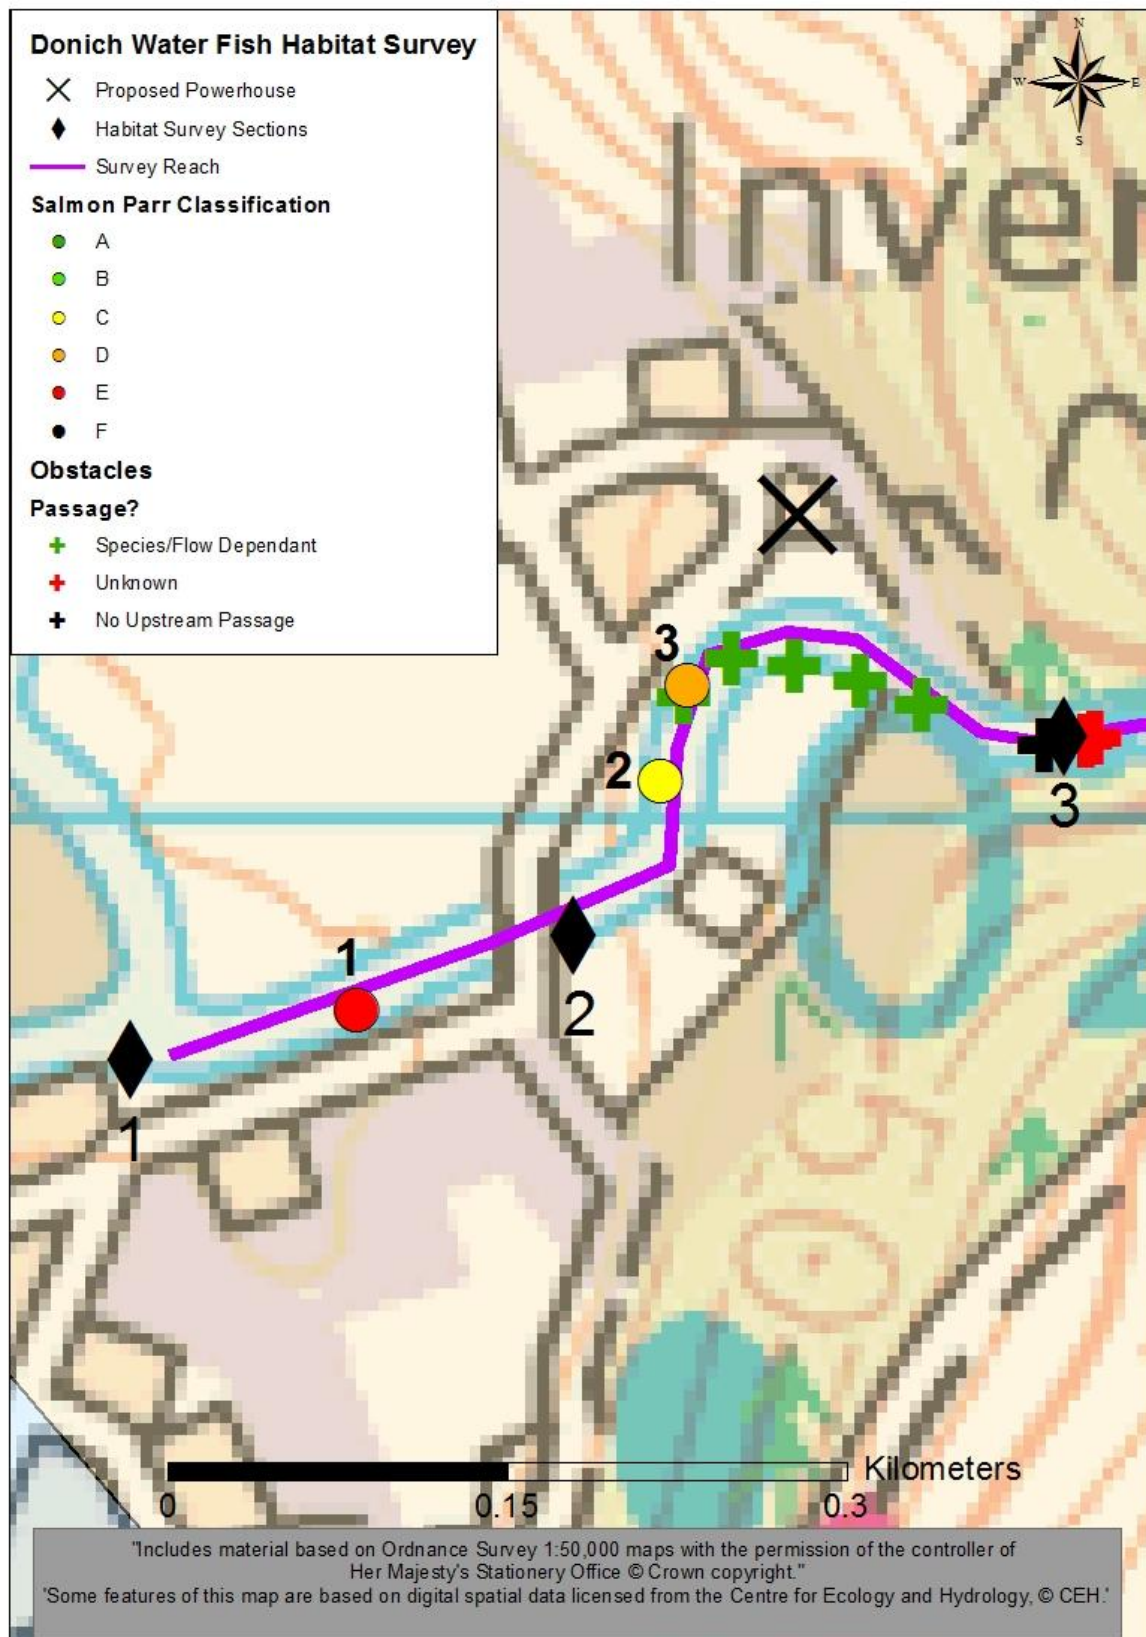 Donich Water Fish Habitat Survey
Proposed Powerhouse
Habitat Survey Sections
Survey Reach
Salmon Parr Classification
A
B
C
D
E
F
Obstacles
Passage?
Species/Flow Dependant
Unknown
No Upstream Passage
N
W
E
S
Inver
3
2
3
1
2
1
50
Kilometers
0
0.15
0.3
"Includes material based on Ordnance Survey 1:50,000 maps with the permission of the controller of
Her Majesty's Stationery Office © Crown copyright."
'Some features of this map are based on digital spatial data licensed from the Centre for Ecology and Hydrology, © CEH.'